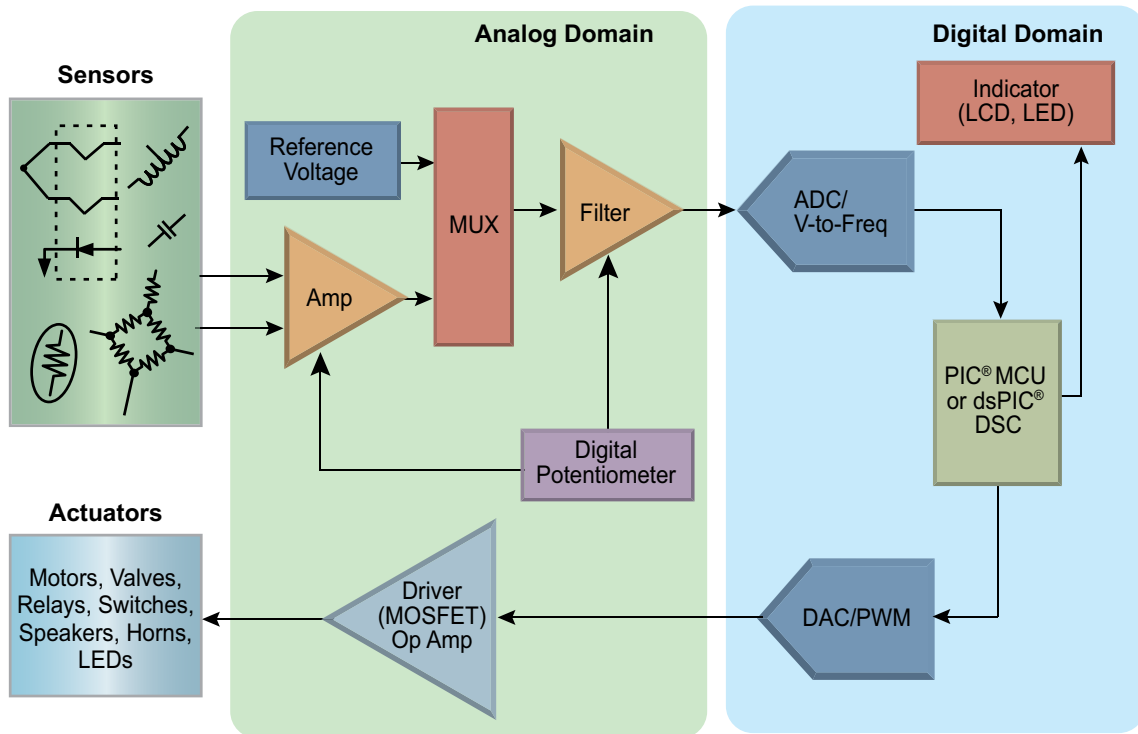 Analog Domain
Digital Domain
Sensors
Indicator
(LCD, LED)
Reference
Voltage
MUX
Filter
ADC/
V-to-Freq
Amp
PIC® MCU
or dsPIC®
DSC
Digital
Potentiometer
Actuators
Motors, Valves,
Relays, Switches,
Speakers, Horns,
LEDs
Driver
(MOSFET)
Op Amp
DAC/PWM